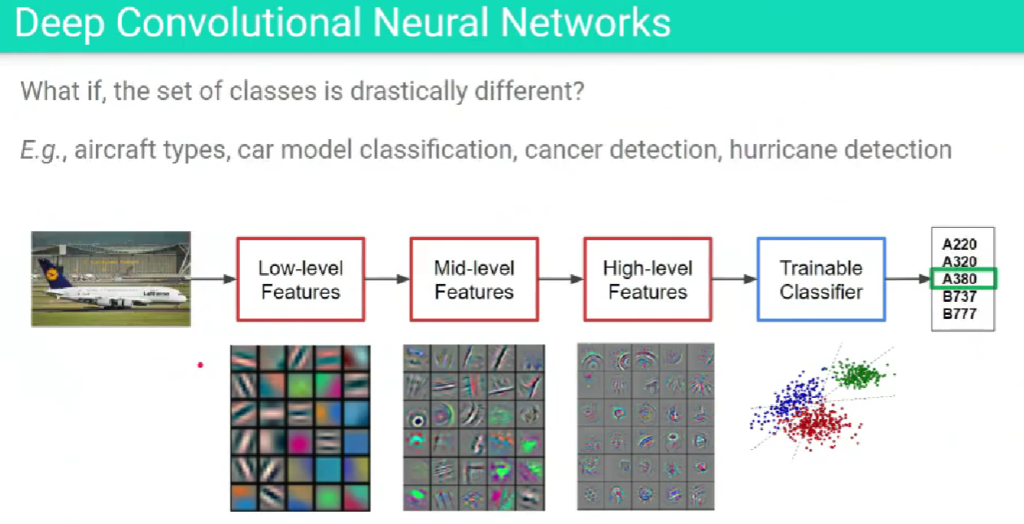 Deep Convolutional Neural Networks
What if, the set of classes is drastically different?
E.g., aircraft types, car model classification, cancer detection, hurricane detection
Low-level
Features
Mid-level
Features
High-level
Features
Trainable
Classifier
A220
A320
A380
B737
B777
Lufthansa